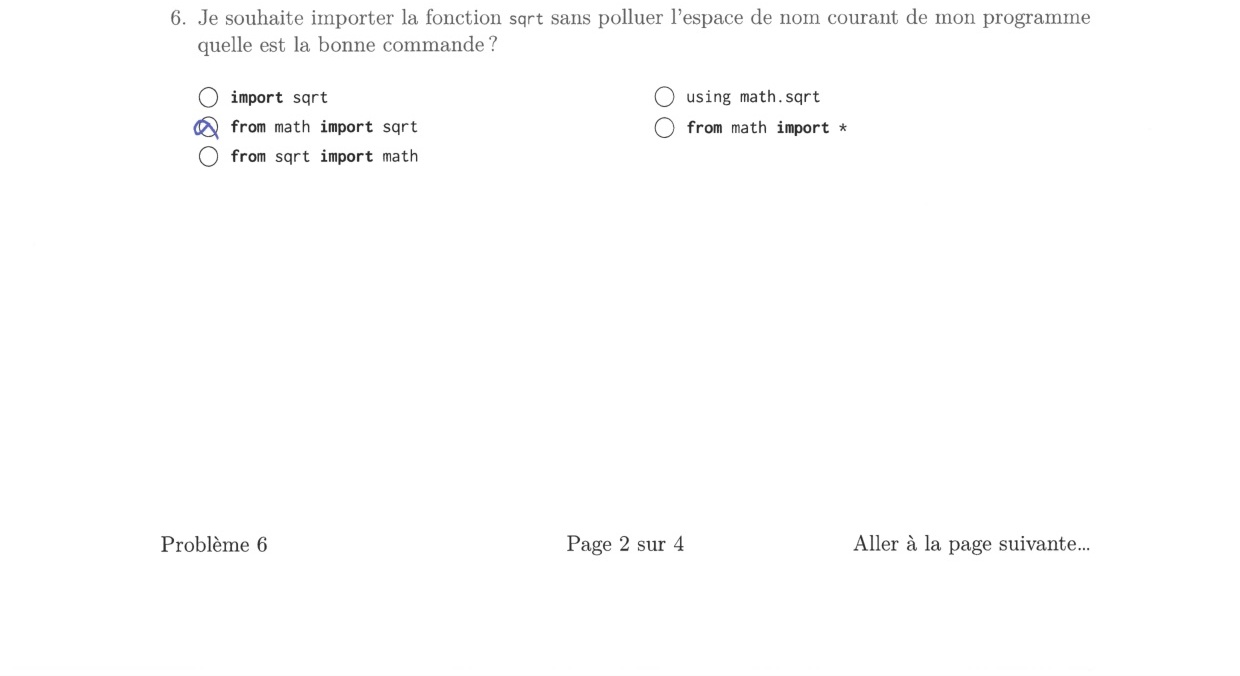 6. Je souhaite importer la fonction sqrt sans polluer l'espace de nom courant de mon programme
quelle est la bonne commande ?
import sqrt
from math import sqrt
from sqrt import math
using math.sqrt
from math import *
Problème 6
Page 2 sur 4
Aller à la page suivante...